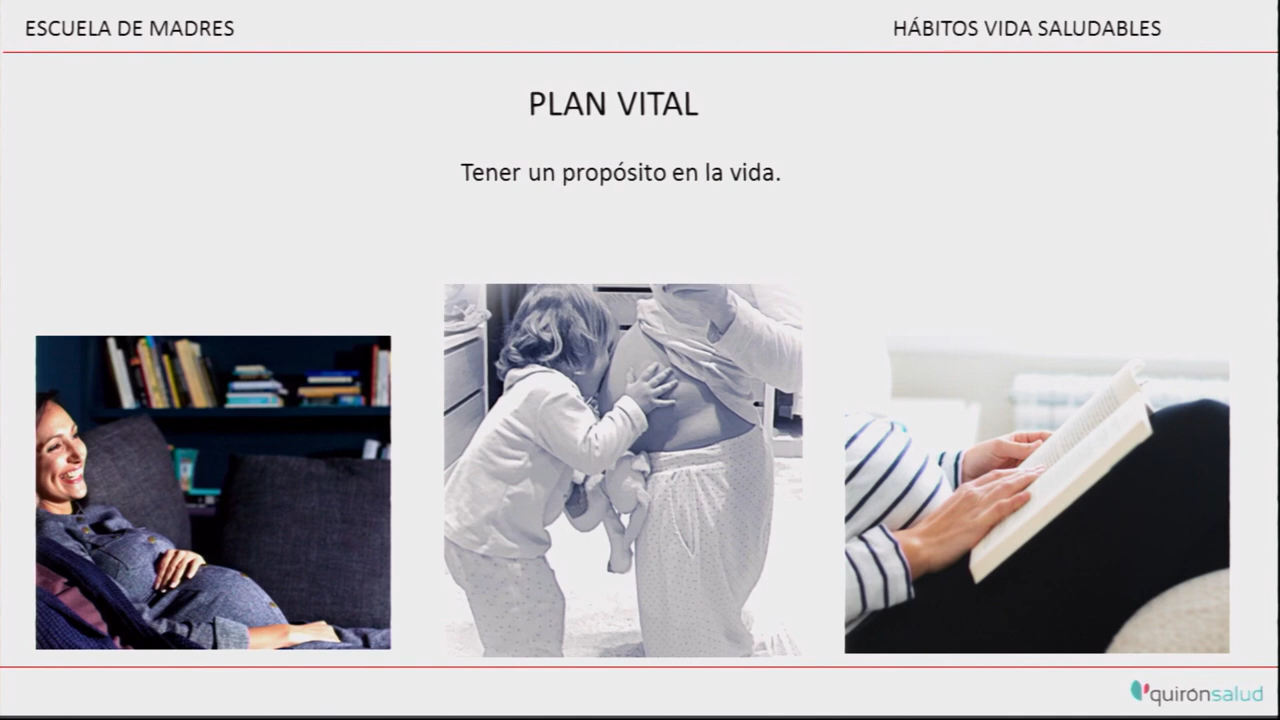 ESCUELA DE MADRES
HÁBITOS VIDA SALUDABLES
PLAN VITAL
Tener un propósito en la vida.
quirónsalud